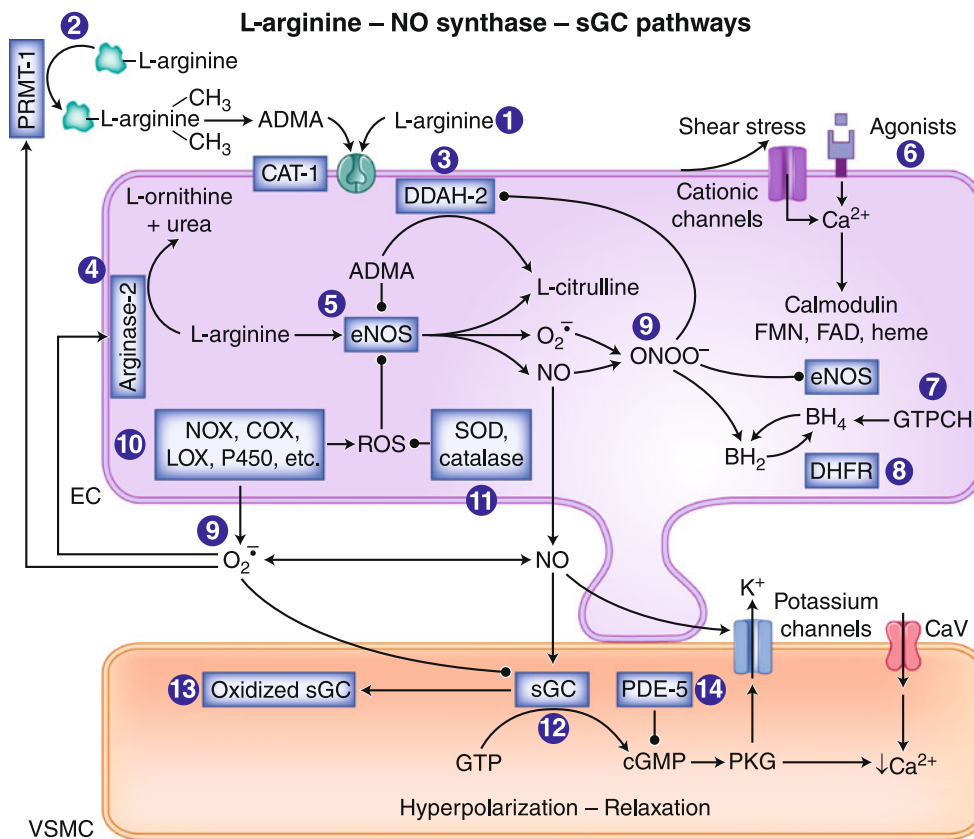 L-arginine – NO synthase – sGC pathways
2
PRMT-1
L-arginine
CH3
L-arginine
CH3
ADMA
L-arginine
1
CAT-1
3
DDAH-2
Shear stress
Agonists
6
Cationic
channels
Ca2+
L-ornithine
+ urea
4
Arginase-2
ADMA
5
L-citrulline
Calmodulin
FMN, FAD, heme
L-arginine
eNOS
O2•̅
9
ONOO–
NO
eNOS
7
BH4
GTPCH
BH2
DHFR
8
10
NOX, COX,
LOX, P450, etc.
ROS
SOD,
catalase
11
EC
9
O2•̅
NO
K+
Potassium
channels
CaV
13
Oxidized sGC
sGC
PDE-5
14
12
GTP
cGMP
PKG
↓Ca2+
Hyperpolarization – Relaxation
VSMC